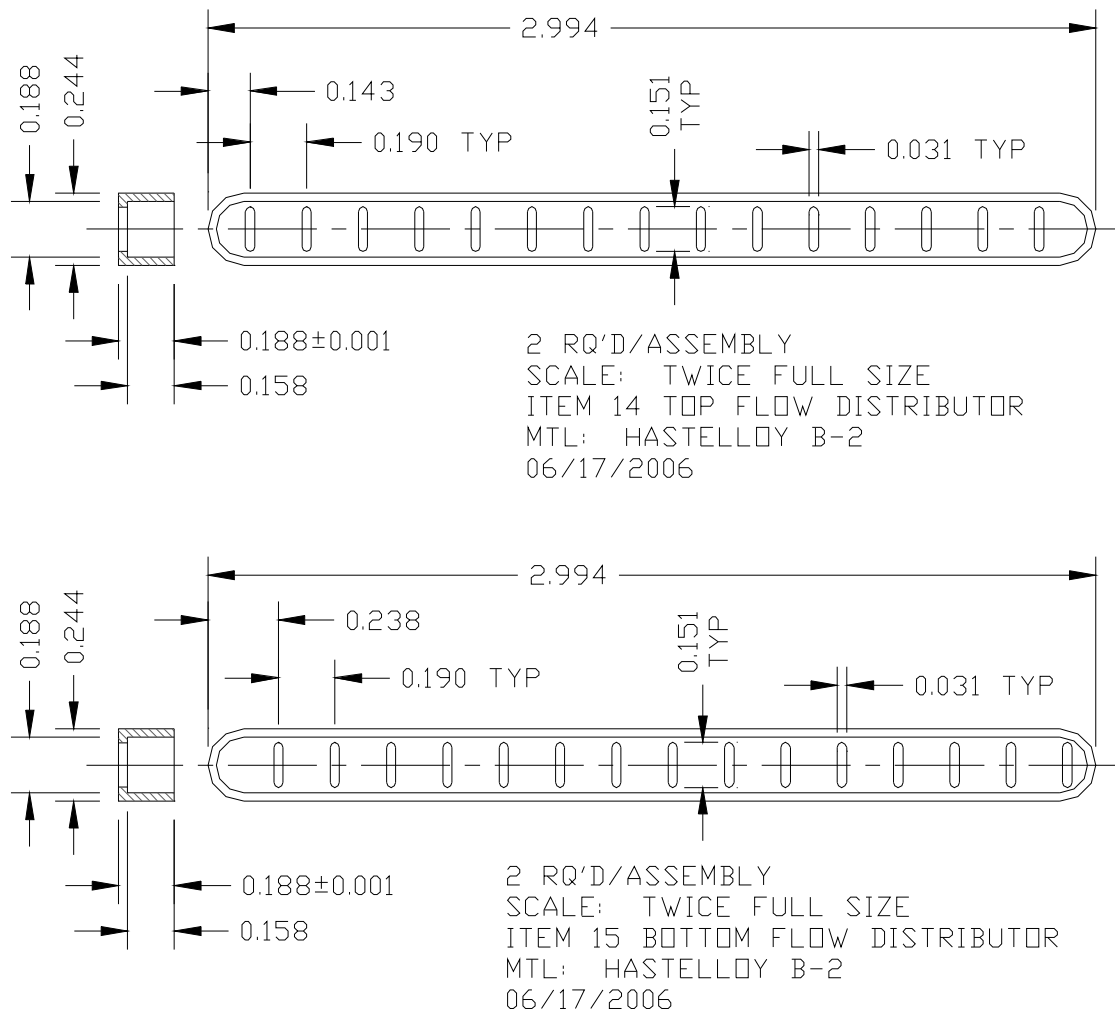 2.994
0.143
0.190 TYP
0.151
TYP
0.031 TYP
0.188
0.244
0.188±0.001
0.158
2 RQ'D/ASSEMBLY
SCALE: TWICE FULL SIZE
ITEM 14 TOP FLOW DISTRIBUTOR
MTL: HASTELLOY B-2
06/17/2006
2.994
0.238
0.190 TYP
0.151
TYP
0.031 TYP
0.188
0.244
0.188±0.001
0.158
2 RQ'D/ASSEMBLY
SCALE: TWICE FULL SIZE
ITEM 15 BOTTOM FLOW DISTRIBUTOR
MTL: HASTELLOY B-2
06/17/2006